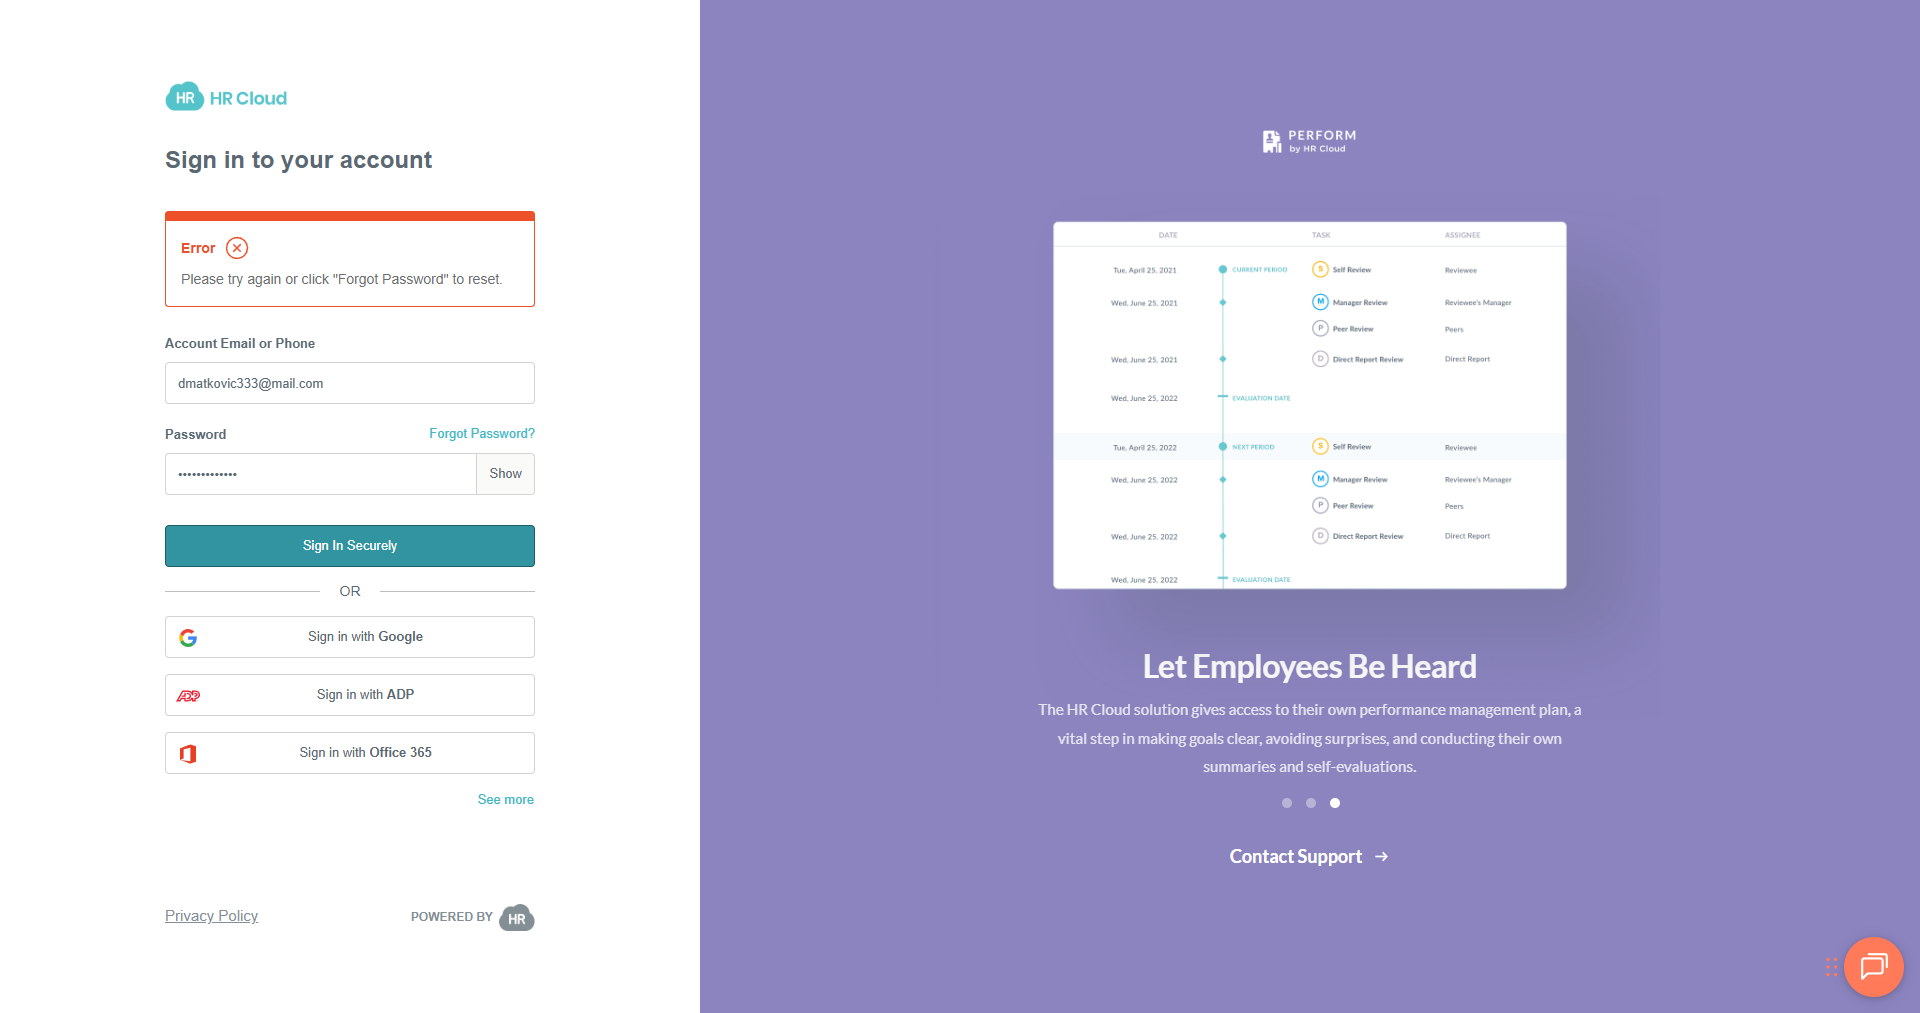 HR HR Cloud
Sign in to your account
Error
Please try again or click "Forgot Password" to reset.
Account Email or Phone
dmatkovic333@mail.com
Password Forgot Password?
••••••••••••• Show
Sign In Securely
OR
Sign in with Google
ADP Sign in with ADP
Sign in with Office 365
See more
Privacy Policy POWERED BY HR
PERFORM
by HR Cloud
DATE TASK ASSIGNEE
Tue, April 25, 2021 CURRENT PERIOD S Self Review Reviewee
Wed, June 25, 2021 M Manager Review Reviewee's Manager
P Peer Review Peers
Wed, June 25, 2021 D Direct Report Review Direct Report
Wed, June 25, 2022 EVALUATION DATE
Tue, April 25, 2022 NEXT PERIOD S Self Review Reviewee
Wed, June 25, 2022 M Manager Review Reviewee's Manager
P Peer Review Peers
Wed, June 25, 2022 D Direct Report Review Direct Report
Wed, June 25, 2022 EVALUATION DATE
Let Employees Be Heard
The HR Cloud solution gives access to their own performance management plan, a
vital step in making goals clear, avoiding surprises, and conducting their own
summaries and self-evaluations.
Contact Support →